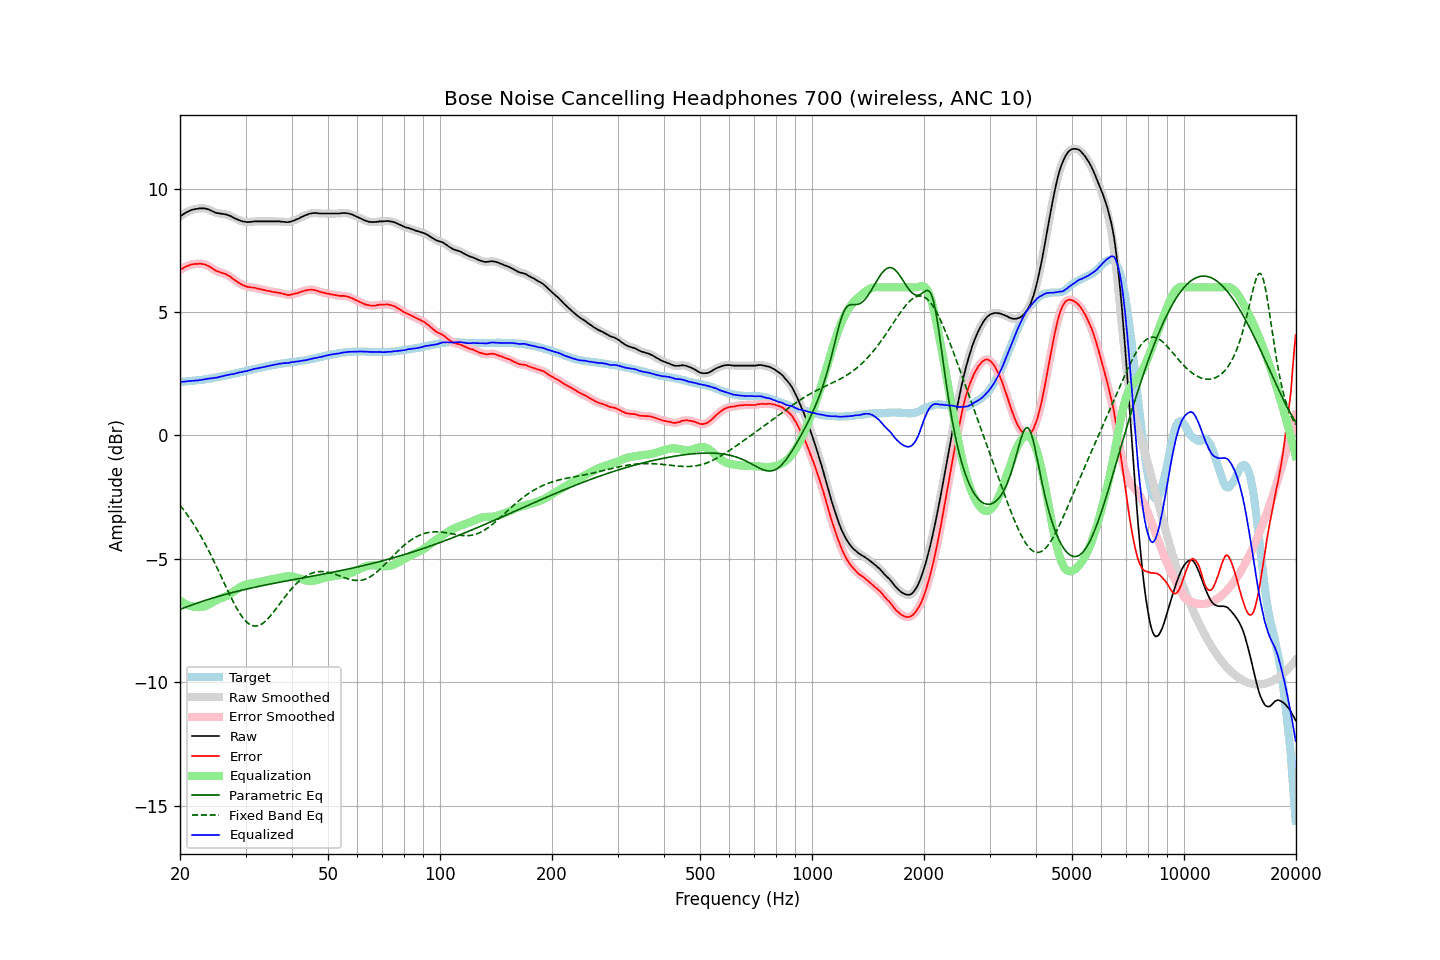 Bose Noise Cancelling Headphones 700 (wireless, ANC 10)
Amplitude (dBr)
10
5
0
−5
−10
−15
Target
Raw Smoothed
Error Smoothed
Raw
Error
Equalization
Parametric Eq
Fixed Band Eq
Equalized
20 50 100 200 500 1000 2000 5000 10000 20000
Frequency (Hz)